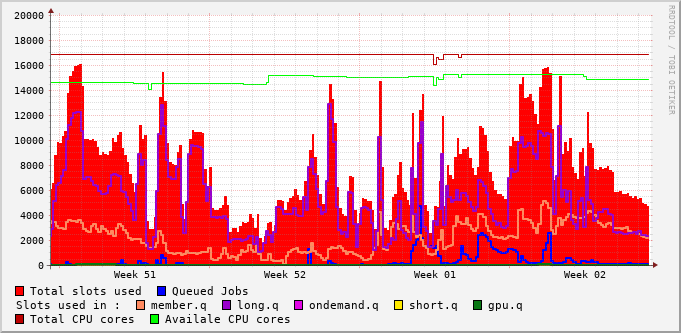 RRDTOOL / TOBI OETIKER
20000
18000
16000
14000
12000
10000
8000
6000
4000
2000
0
Week 51 Week 52 Week 01 Week 02
Total slots used Queued Jobs
Slots used in : member.q long.q ondemand.q short.q gpu.q
Total CPU cores Availale CPU cores